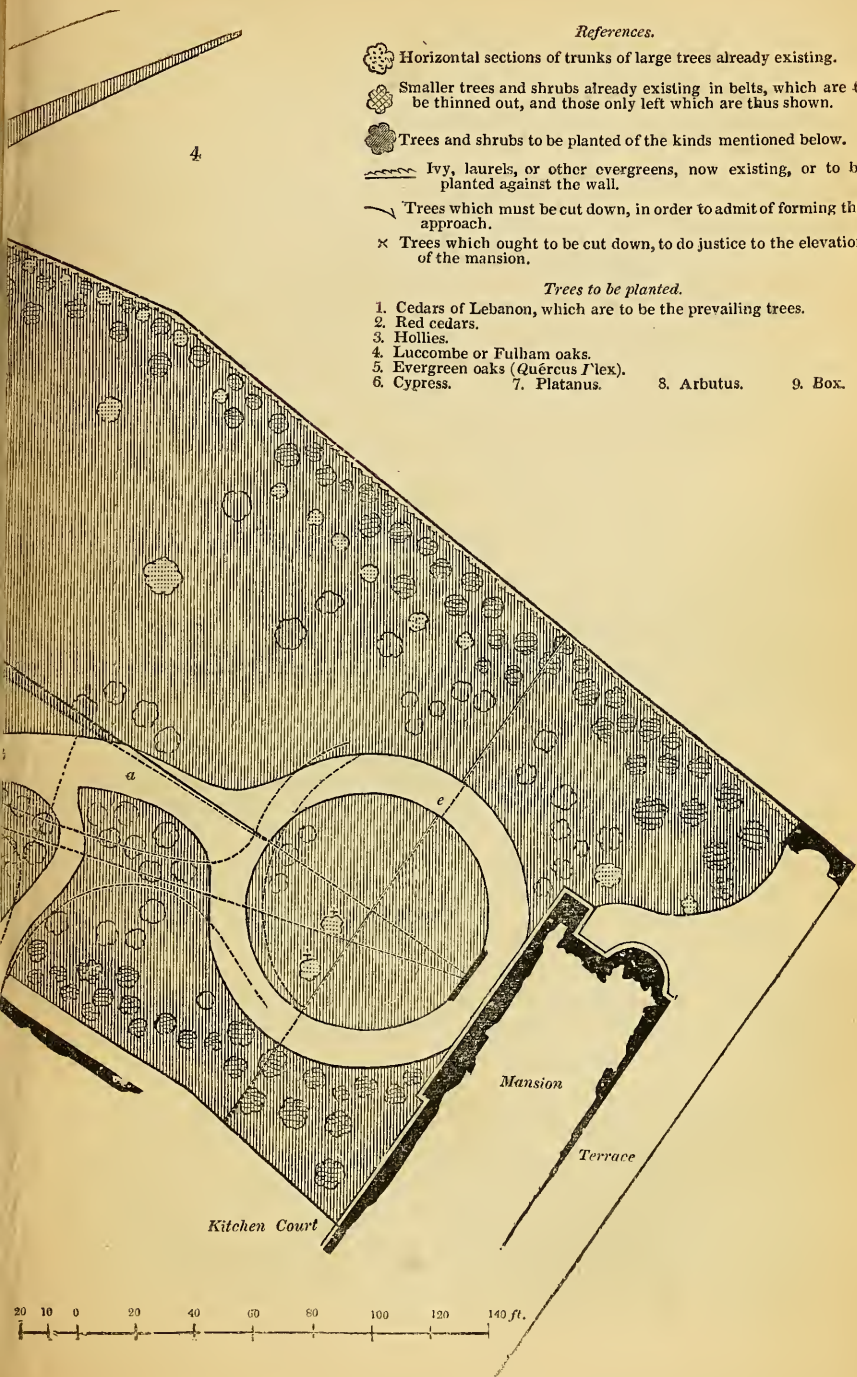 References.
Horizontal sections of trunks of large trees already existing.
Smaller trees and shrubs already existing in belts, which are
be thinned out, and those only left which are thus shown.
Trees and shrubs to be planted of the kinds mentioned below.
Ivy, laurels, or other evergreens, now existing, or to b
planted against the wall.
Trees which must be cut down, in order to admit of forming th
approach.
× Trees which ought to be cut down, to do justice to the elevatio
of the mansion.
4
Trees to be planted.
1. Cedars of Lebanon, which are to be the prevailing trees.
2. Red cedars.
3. Hollies.
4. Luccombe or Fulham oaks.
5. Evergreen oaks (Quércus I'lex).
6. Cypress. 7. Platanus. 8. Arbutus. 9. Box.
a
e
Mansion
Terrace
Kitchen Court
20 10 0 20 40 60 80 100 120 140 ft.